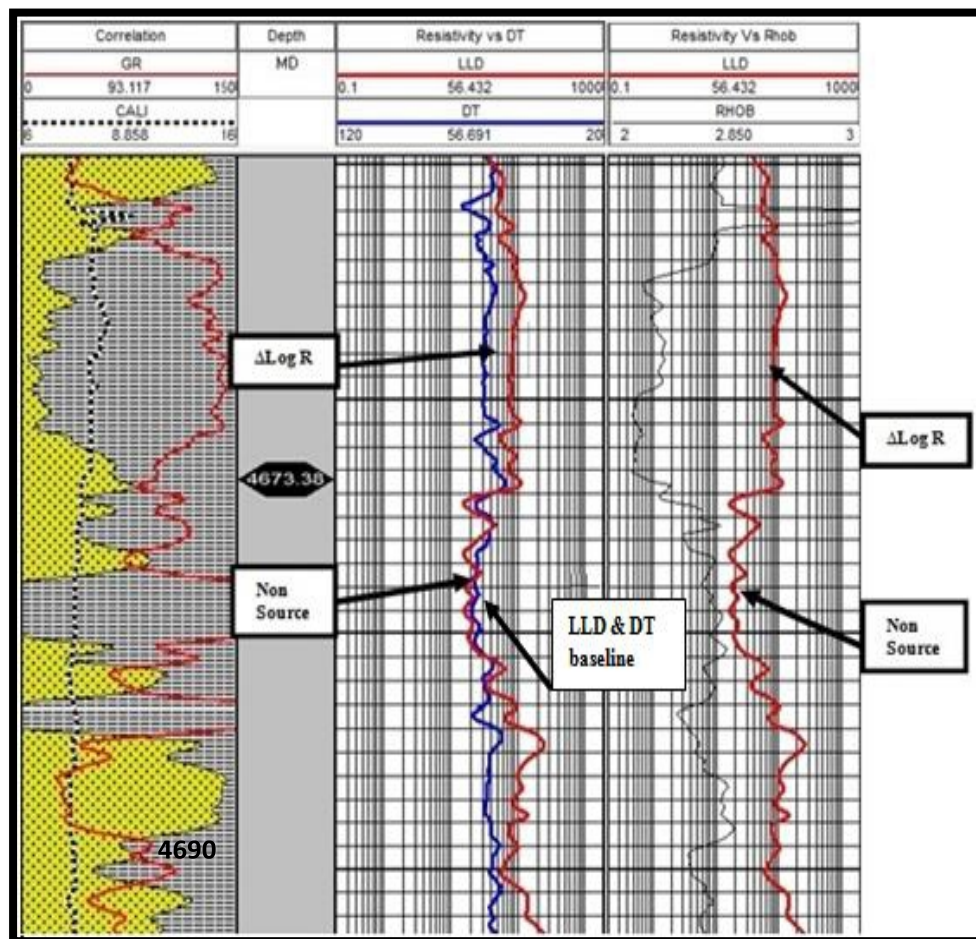 Correlation Depth Resistivity vs DT Resistivity Vs Rhob
GR MD LLD LLD
0 93.117 150 0.1 56.432 1000 0.1 56.432 1000
CALI DT RHOB
6 8.858 16 120 56.691 20 2 2.850 3
ΔLog R
ΔLog R
4673.38
Non
Source
LLD & DT
baseline
Non
Source
4690